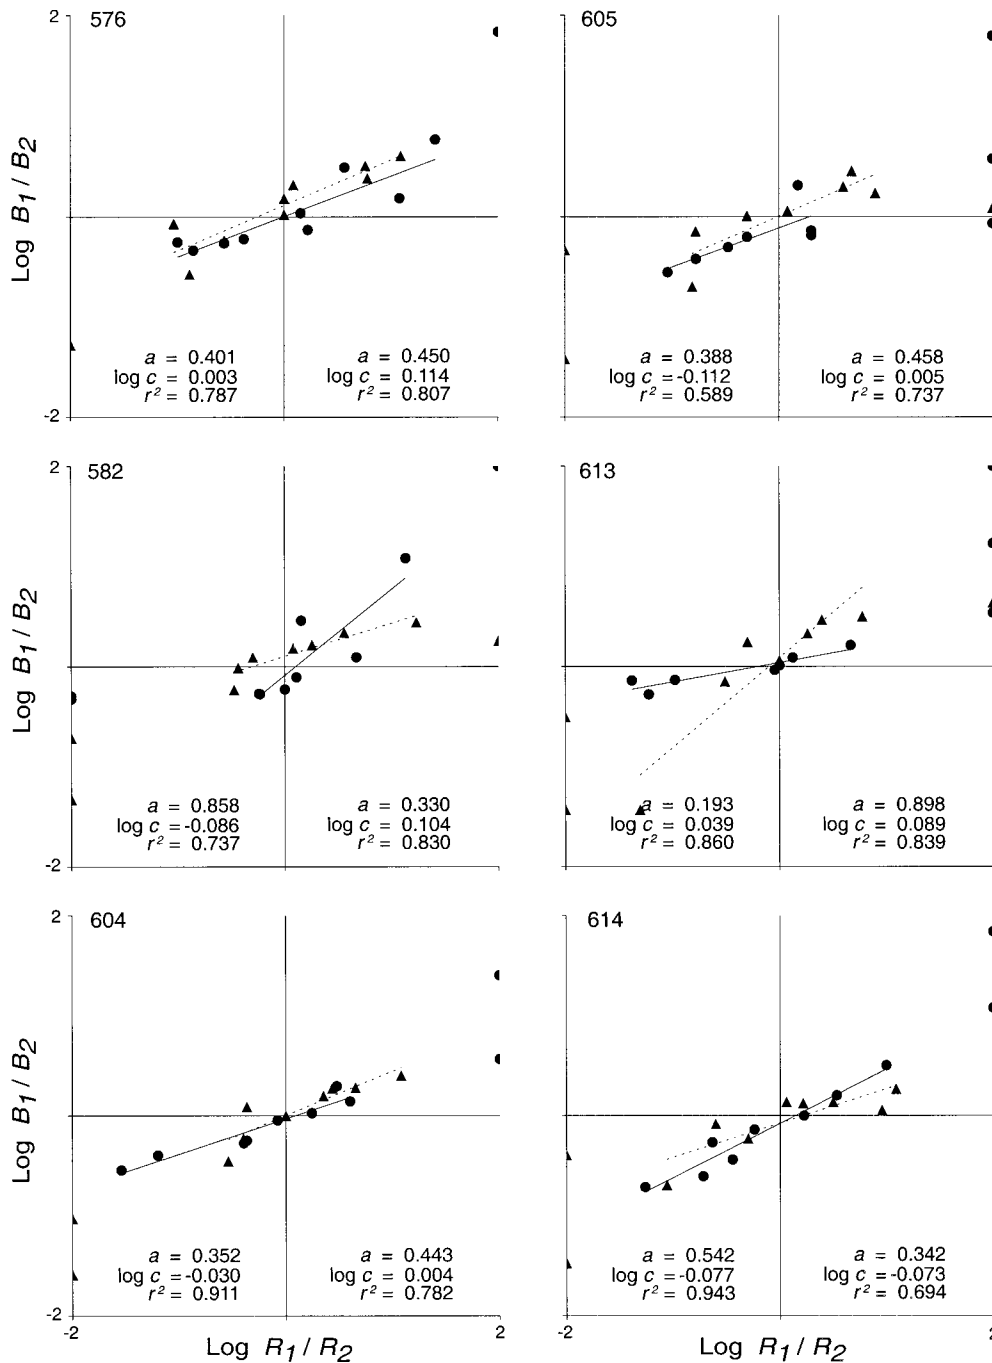 2
576
Log B1 / B2
a = 0.401
log c = 0.003
r2 = 0.787
a = 0.450
log c = 0.114
r2 = 0.807
-2
605
a = 0.388
log c =-0.112
r2 = 0.589
a = 0.458
log c = 0.005
r2 = 0.737
2
582
Log B1 / B2
a = 0.858
log c =-0.086
r2 = 0.737
a = 0.330
log c = 0.104
r2 = 0.830
-2
613
a = 0.193
log c = 0.039
r2 = 0.860
a = 0.898
log c = 0.089
r2 = 0.839
2
604
Log B1 / B2
a = 0.352
log c =-0.030
r2 = 0.911
a = 0.443
log c = 0.004
r2 = 0.782
-2
-2
2
Log R1 / R2
614
a = 0.542
log c =-0.077
r2 = 0.943
a = 0.342
log c =-0.073
r2 = 0.694
-2
2
Log R1 / R2